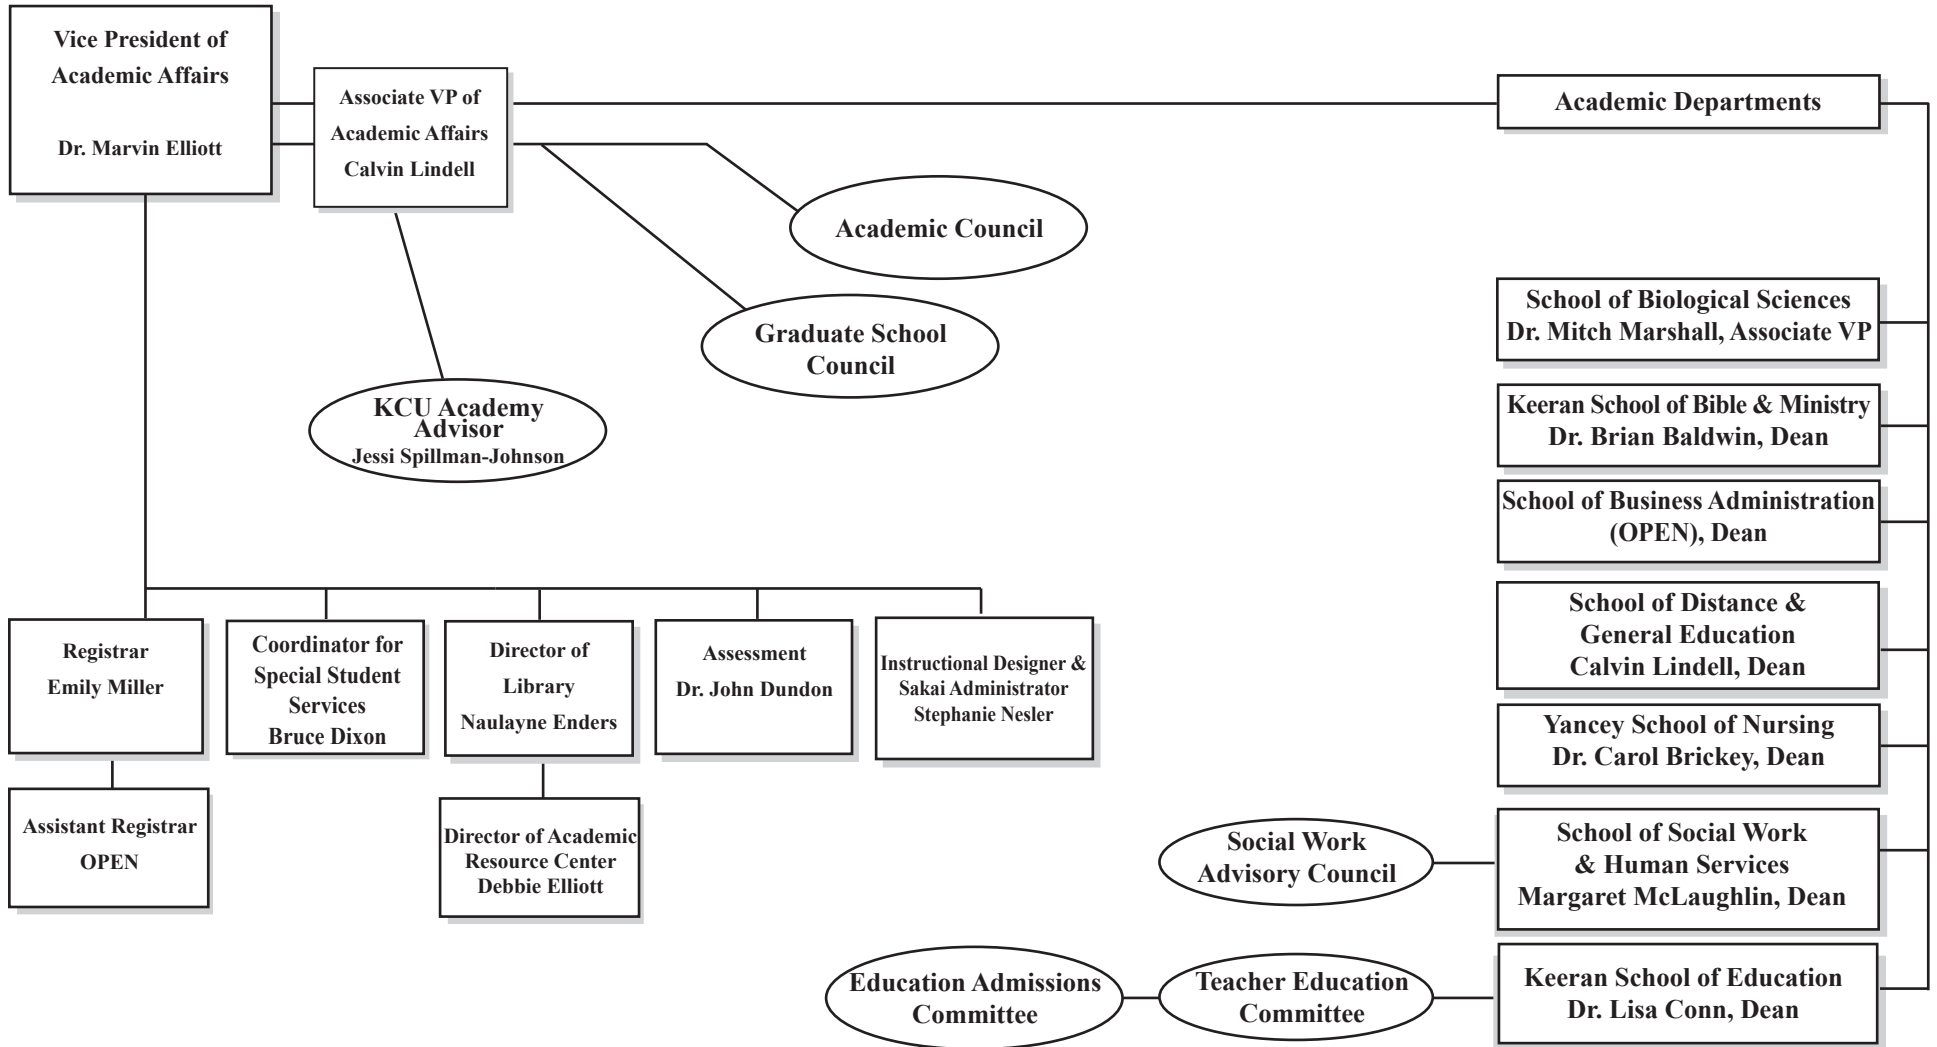 Vice President of
Academic Affairs
Dr. Marvin Elliott
Associate VP of
Academic Affairs
Calvin Lindell
Academic Departments
Academic Council
Graduate School
Council
KCU Academy
Advisor
Jessi Spillman-Johnson
School of Biological Sciences
Dr. Mitch Marshall, Associate VP
Keeran School of Bible & Ministry
Dr. Brian Baldwin, Dean
School of Business Administration
(OPEN), Dean
School of Distance &
General Education
Calvin Lindell, Dean
Yancey School of Nursing
Dr. Carol Brickey, Dean
School of Social Work
& Human Services
Margaret McLaughlin, Dean
Social Work
Advisory Council
Keeran School of Education
Dr. Lisa Conn, Dean
Teacher Education
Committee
Education Admissions
Committee
Registrar
Emily Miller
Coordinator for
Special Student
Services
Bruce Dixon
Director of
Library
Naulayne Enders
Assessment
Dr. John Dundon
Instructional Designer &
Sakai Administrator
Stephanie Nesler
Assistant Registrar
OPEN
Director of Academic
Resource Center
Debbie Elliott